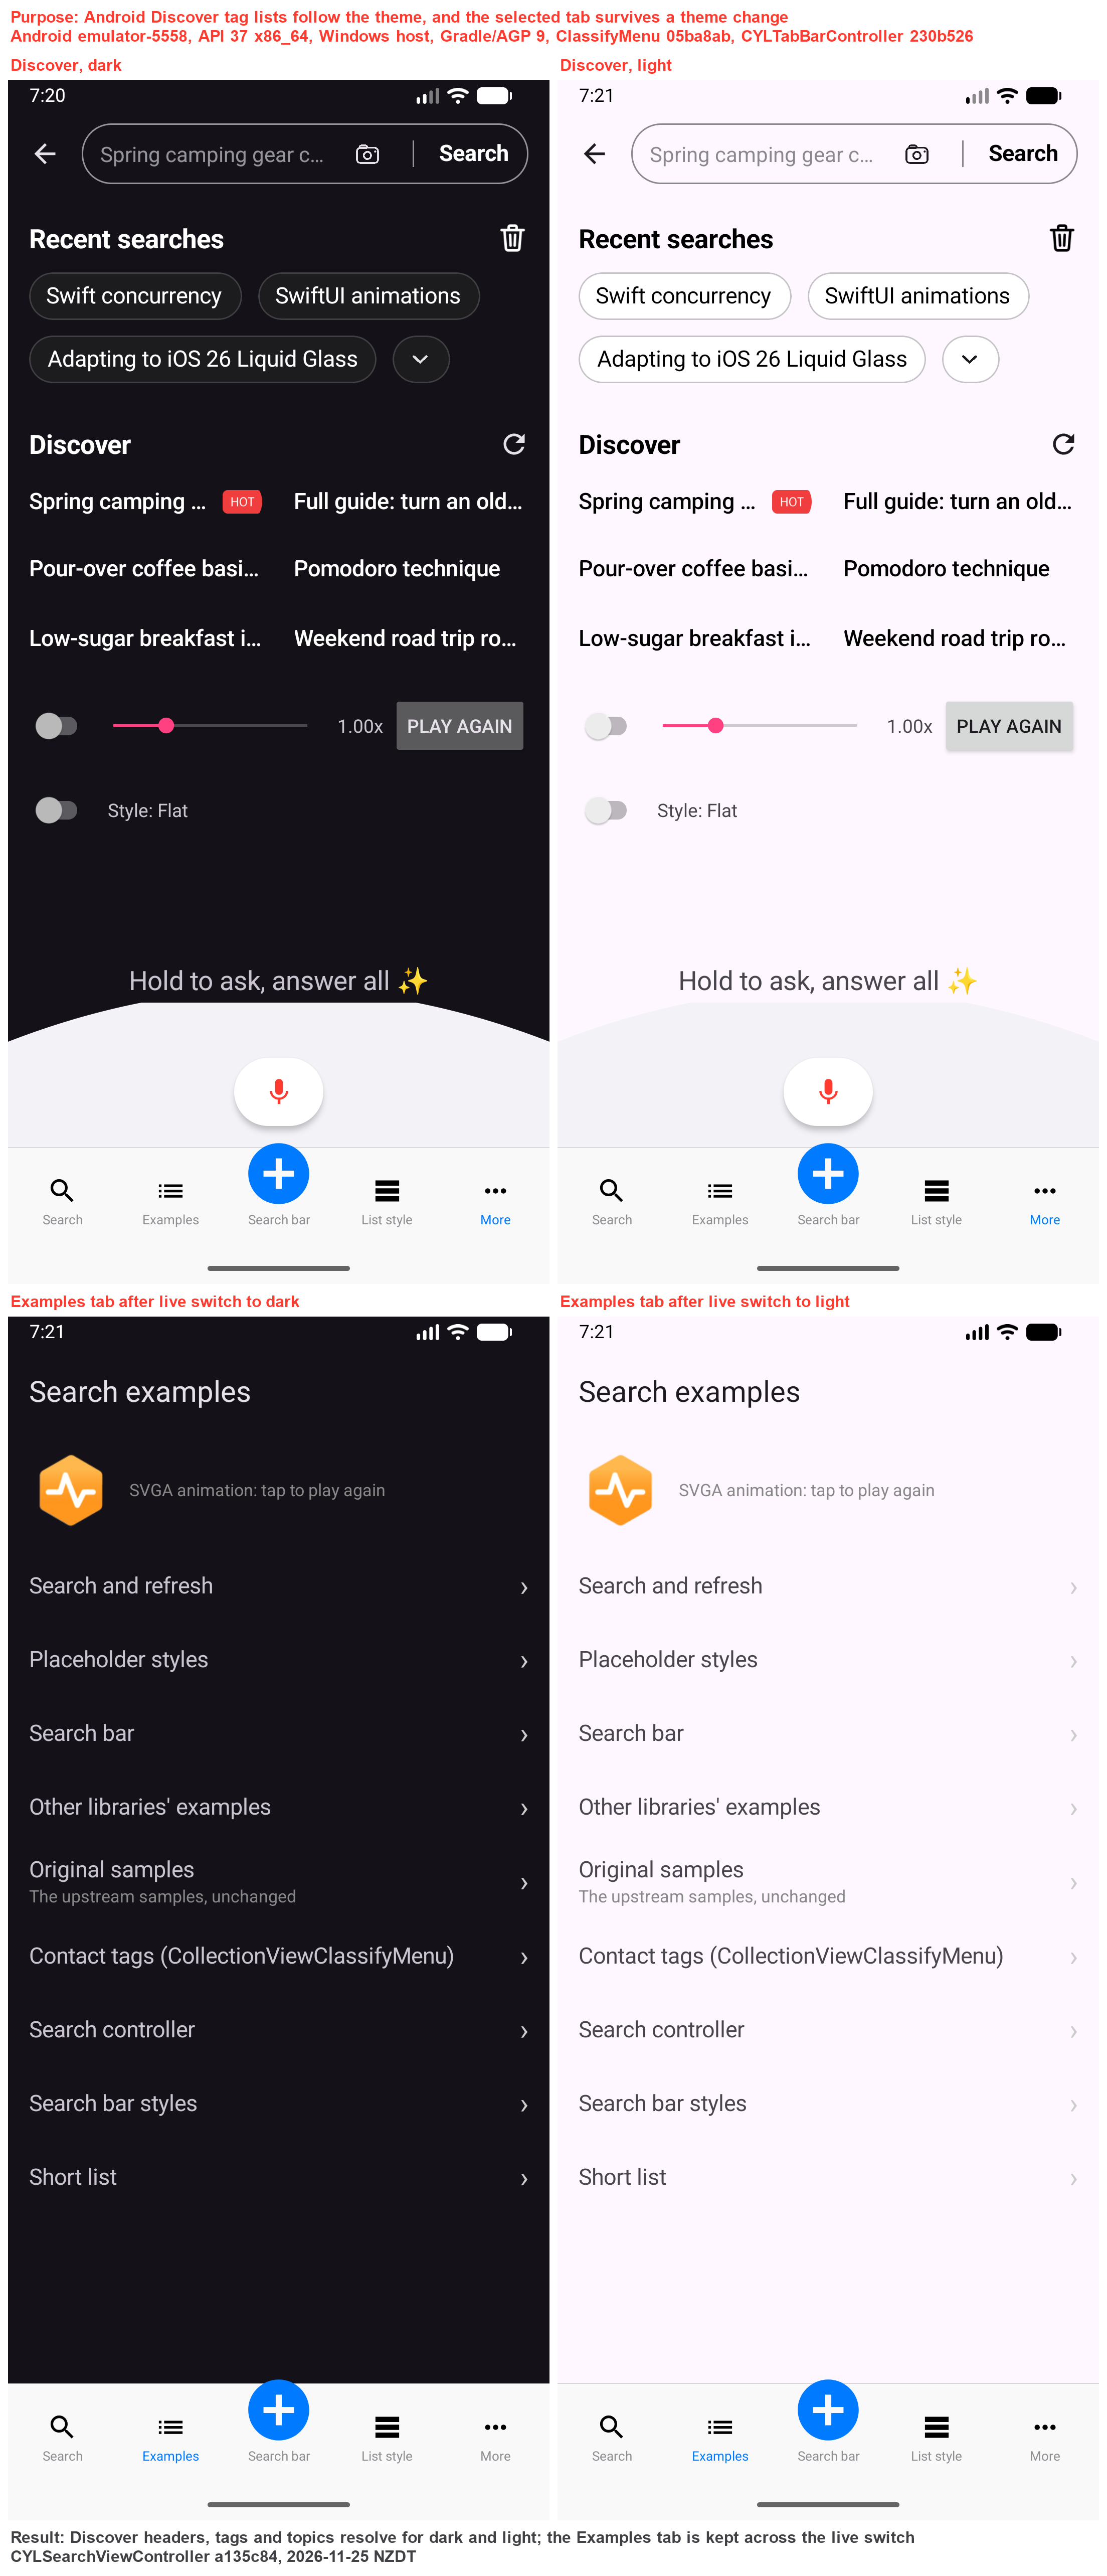 Purpose: Android Discover tag lists follow the theme, and the selected tab survives a theme change
Android emulator-5558, API 37 x86_64, Windows host, Gradle/AGP 9, ClassifyMenu 05ba8ab, CYLTabBarController 230b526
Discover, dark
7:20
Spring camping gear c...
Search
Recent searches
Swift concurrency
SwiftUI animations
Adapting to iOS 26 Liquid Glass
Discover
Spring camping ...
HOT
Full guide: turn an old...
Pour-over coffee basi...
Pomodoro technique
Low-sugar breakfast i...
Weekend road trip ro...
1.00x
PLAY AGAIN
Style: Flat
Hold to ask, answer all ✨
Search
Examples
Search bar
List style
More
Discover, light
7:21
Spring camping gear c...
Search
Recent searches
Swift concurrency
SwiftUI animations
Adapting to iOS 26 Liquid Glass
Discover
Spring camping ...
HOT
Full guide: turn an old...
Pour-over coffee basi...
Pomodoro technique
Low-sugar breakfast i...
Weekend road trip ro...
1.00x
PLAY AGAIN
Style: Flat
Hold to ask, answer all ✨
Search
Examples
Search bar
List style
More
Examples tab after live switch to dark
7:21
Search examples
SVGA animation: tap to play again
Search and refresh
Placeholder styles
Search bar
Other libraries' examples
Original samples
The upstream samples, unchanged
Contact tags (CollectionViewClassifyMenu)
Search controller
Search bar styles
Short list
Search
Examples
Search bar
List style
More
Examples tab after live switch to light
7:21
Search examples
SVGA animation: tap to play again
Search and refresh
Placeholder styles
Search bar
Other libraries' examples
Original samples
The upstream samples, unchanged
Contact tags (CollectionViewClassifyMenu)
Search controller
Search bar styles
Short list
Search
Examples
Search bar
List style
More
Result: Discover headers, tags and topics resolve for dark and light; the Examples tab is kept across the live switch
CYLSearchViewController a135c84, 2026-11-25 NZDT